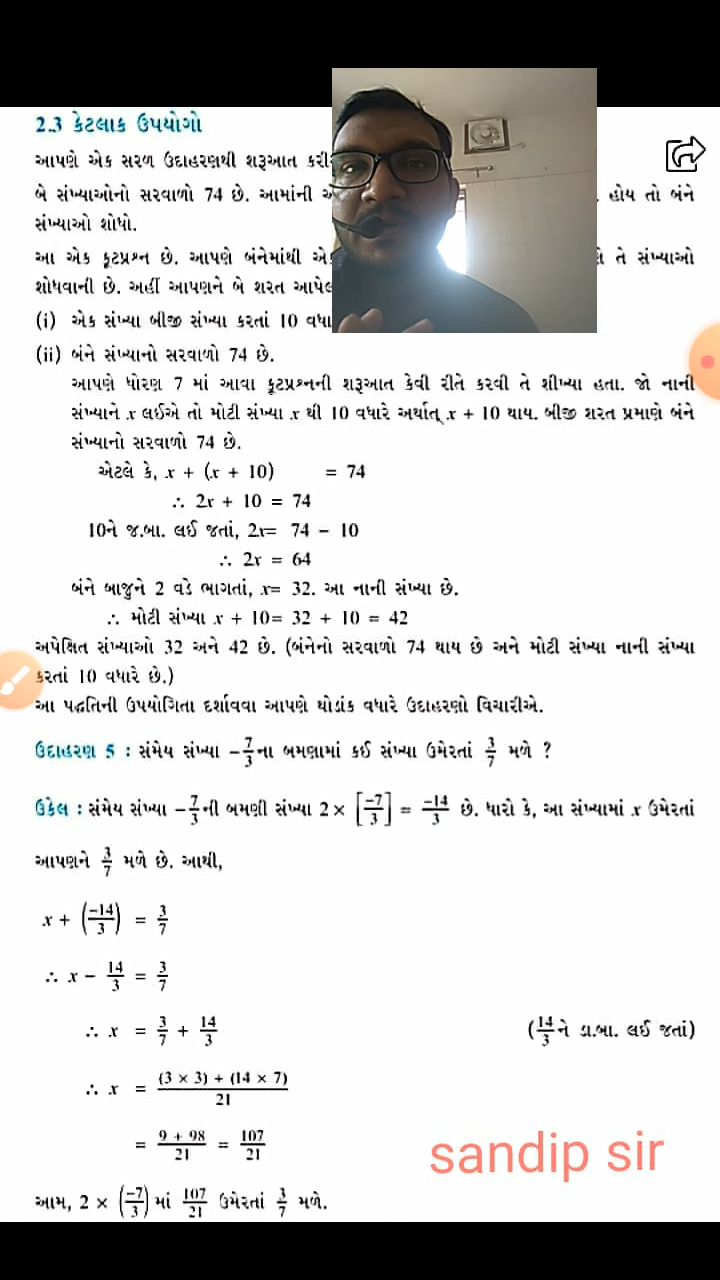 2.3 કેટલાક ઉપયોગો
આપણે એક સરળ ઉદાહરણથી શરૂઆત
બે સંખ્યાઓનો સરવાળો 74 છે. આમાંની હોય તો બંને
સંખ્યાઓ શોધો.
આ એક કૂટપ્રશ્ન છે. આપણે બંનેમાંથી તે સંખ્યાઓ
શોધવાની છે. અહીં આપણને બે શરત
(i) એક સંખ્યા બીજી સંખ્યા કરતાં 10
(ii) બંને સંખ્યાનો સરવાળો 74 છે.
આપણે ધોરણ 7 માં આવા કૂટપ્રશ્નની શરૂઆત કેવી રીતે કરવી તે શીખ્યા હતા. જો નાની
સંખ્યાને x લઈએ તો મોટી સંખ્યા x થી 10 વધારે અર્થાત્ x + 10 થાય. બીજી શરત પ્રમાણે બંને
સંખ્યાનો સરવાળો 74 છે.
એટલે કે, x + (x + 10) = 74
∴ 2x + 10 = 74
10ને જ.બા. લઈ જતાં, 2x= 74 − 10
∴ 2x = 64
બંને બાજુને 2 વડે ભાગતાં, x= 32. આ નાની સંખ્યા છે.
∴ મોટી સંખ્યા x + 10= 32 + 10 = 42
અપેક્ષિત સંખ્યાઓ 32 અને 42 છે. (બંનેનો સરવાળો 74 થાય છે અને મોટી સંખ્યા નાની સંખ્યા
કરતાં 10 વધારે છે.)
આ પદ્ધતિની ઉપયોગિતા દર્શાવવા આપણે થોડાંક વધારે ઉદાહરણો વિચારીએ.
ઉદાહરણ 5 : સંમેય સંખ્યા −7/3ના બમણામાં કઈ સંખ્યા ઉમેરતાં 3/7 મળે ?
ઉકેલ : સંમેય સંખ્યા −7/3ની બમણી સંખ્યા 2 × [−7/3] = −14/3 છે. ધારો કે, આ સંખ્યામાં x ઉમેરતાં
આપણને 3/7 મળે છે. આથી,
x + (−14/3) = 3/7
∴ x − 14/3 = 3/7
∴ x = 3/7 + 14/3 (14/3ને ડા.બા. લઈ જતાં)
∴ x = (3 × 3) + (14 × 7)/21
= 9 + 98/21 = 107/21
sandip sir
આમ, 2 × (−7/3) માં 107/21 ઉમેરતાં 3/7 મળે.